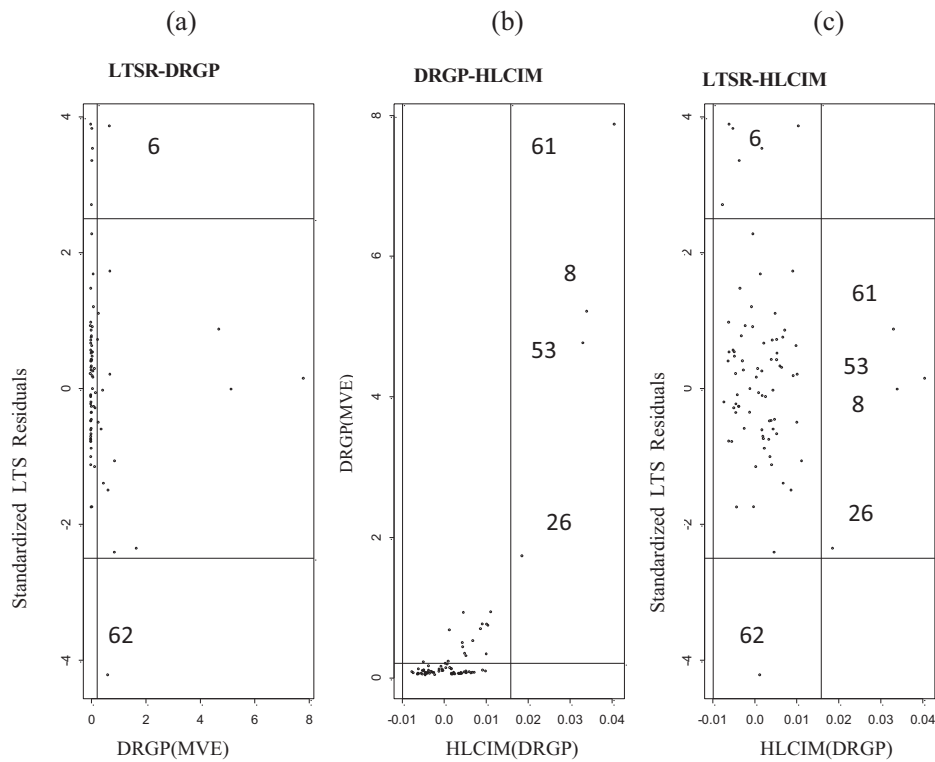 (a)
(b)
(c)
LTSR-DRGP
DRGP-HLCIM
LTSR-HLCIM
Standardized LTS Residuals
4
2
0
-2
-4
6
62
0 2 4 6 8
DRGP(MVE)
DRGP(MVE)
8
6
4
2
0
61
8
53
26
-0.01 0.0 0.01 0.02 0.03 0.04
HLCIM(DRGP)
Standardized LTS Residuals
4
2
0
-2
-4
6
61
53
8
26
62
-0.01 0.0 0.01 0.02 0.03 0.04
HLCIM(DRGP)